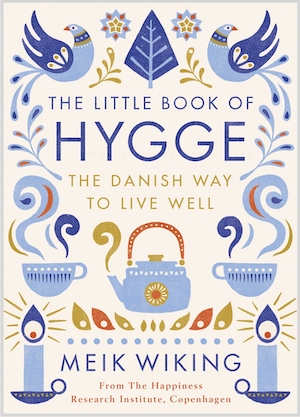 THE LITTLE BOOK OF
HYGGE
THE DANISH WAY
TO LIVE WELL
MEIK WIKING
From The Happiness
Research Institute, Copenhagen